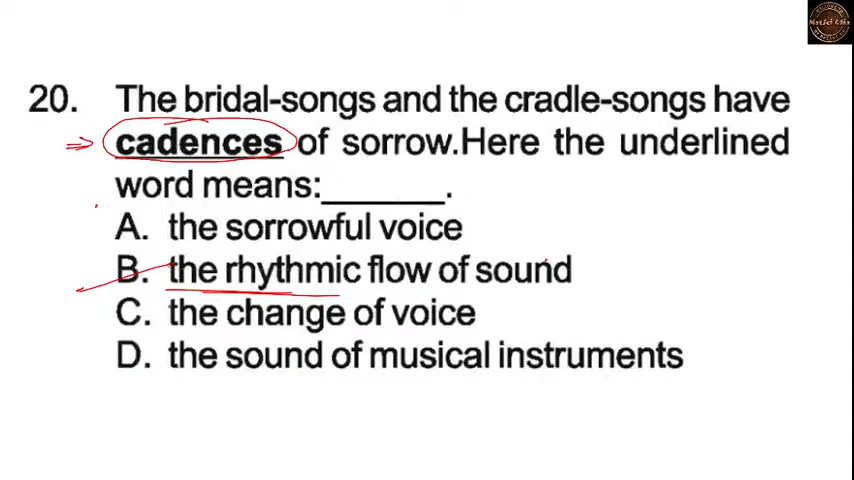 20. The bridal-songs and the cradle-songs have
cadences of sorrow.Here the underlined
word means:______.
A. the sorrowful voice
B. the rhythmic flow of sound
C. the change of voice
D. the sound of musical instruments